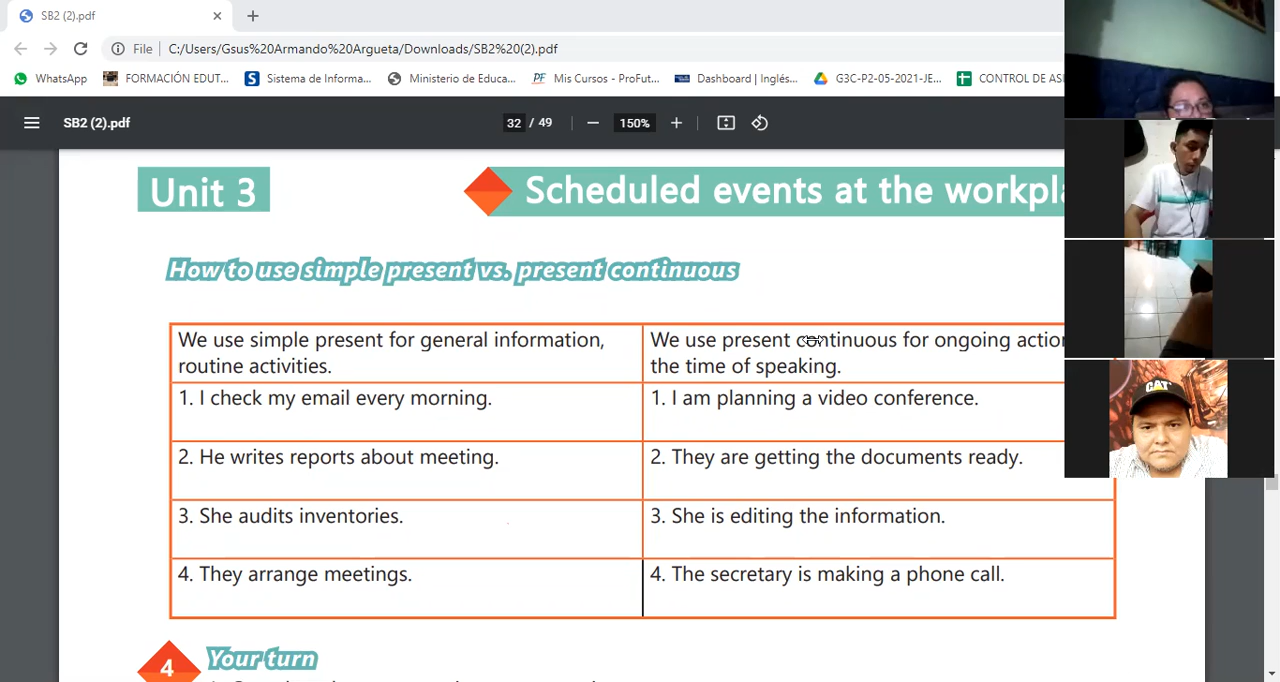 SB2 (2).pdf
File C:/Users/Gsus%20Armando%20Argueta/Downloads/SB2%20(2).pdf
WhatsApp FORMACIÓN EDUT... Sistema de Informa... Ministerio de Educa... PF Mis Cursos - ProFut... Dashboard | Inglés... G3C-P2-05-2021-JE... CONTROL DE ASI
SB2 (2).pdf 32 / 49 150%
Unit 3 Scheduled events at the workpla
How to use simple present vs. present continuous
We use simple present for general information,
routine activities.
We use present continuous for ongoing action
the time of speaking.
1. I check my email every morning. 1. I am planning a video conference.
2. He writes reports about meeting. 2. They are getting the documents ready.
3. She audits inventories. 3. She is editing the information.
4. They arrange meetings. 4. The secretary is making a phone call.
4 Your turn
CAT